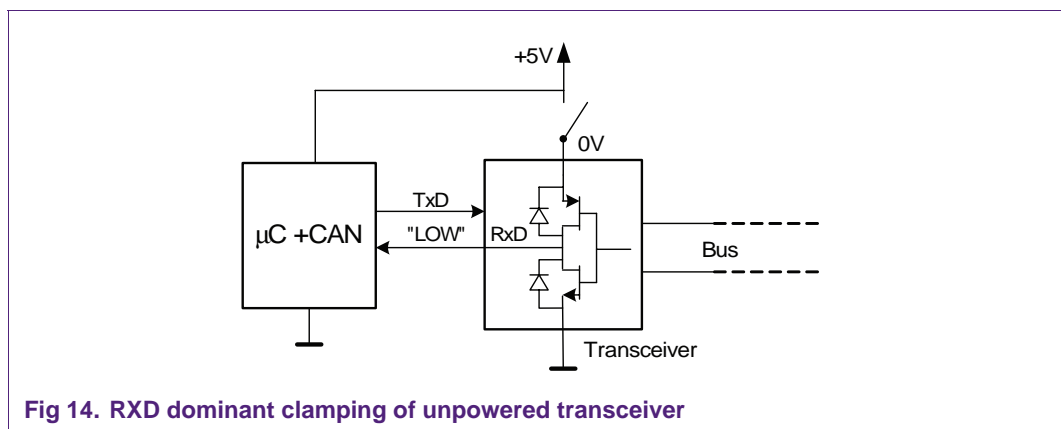 +5V
0V
TxD
µC +CAN
"LOW" RxD
Bus
Transceiver
Fig 14. RXD dominant clamping of unpowered transceiver